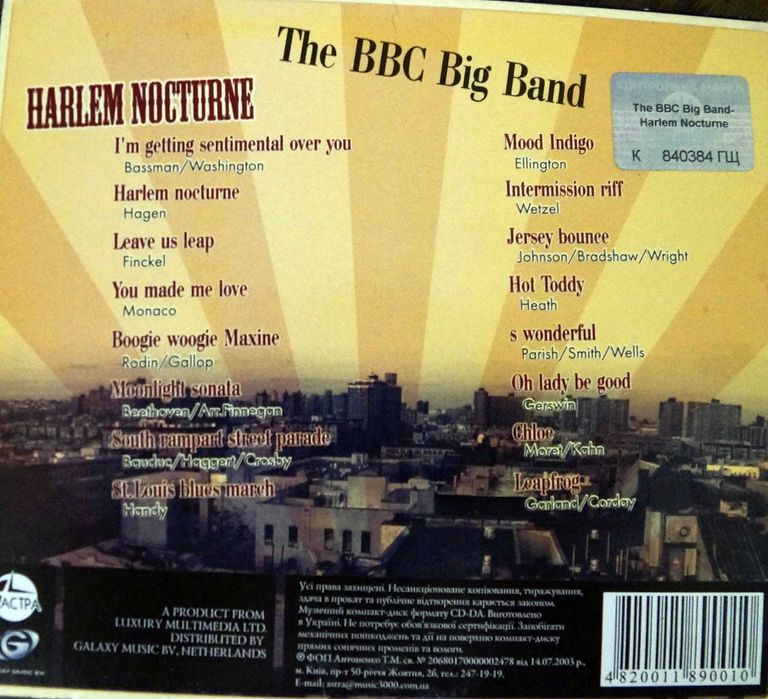 The BBC Big Band
HARLEM NOCTURNE
The BBC Big Band-
Harlem Nocturne
К 840384 ГЩ
I'm getting sentimental over you
Bassman/Washington
Harlem nocturne
Hagen
Leave us leap
Finckel
You made me love
Monaco
Boogie woogie Maxine
Rodin/Gallop
Moonlight sonata
Beethoven/Arr.Finnegan
South rampart street parade
Bauduc/Haggert/Crosby
St.Louis blues march
Handy
Mood Indigo
Ellington
Intermission riff
Wetzel
Jersey bounce
Johnson/Bradshaw/Wright
Hot Toddy
Heath
s wonderful
Parish/Smith/Wells
Oh lady be good
Gerswin
Chloe
Moret/Kahn
Leapfrog
Garland/Corday
АСТРА
G
A PRODUCT FROM
LUXURY MULTIMEDIA LTD.
DISTRIBUTED BY
GALAXY MUSIC BV, NETHERLANDS
Усі права захищені. Несанкціоноване копіювання, тиражування,
здача в прокат та публічне відтворення карається законом.
Музичний компакт-диск формату CD-DA. Виготовлено
в Україні. Не потребує обов'язкової сертифікації. Запобігати
механічних пошкоджень та дії на поверхню компакт-диску
прямих сонячних променів та вологи.
® ФОП Антоненко Т.М. св. № 20680170000002478 від 14.07.2003 р.
м. Київ, пр-т 50-річчя Жовтня, 26, тел.: 247-19-19.
E-mail: astra@music3000.com.ua
4 820011 890010